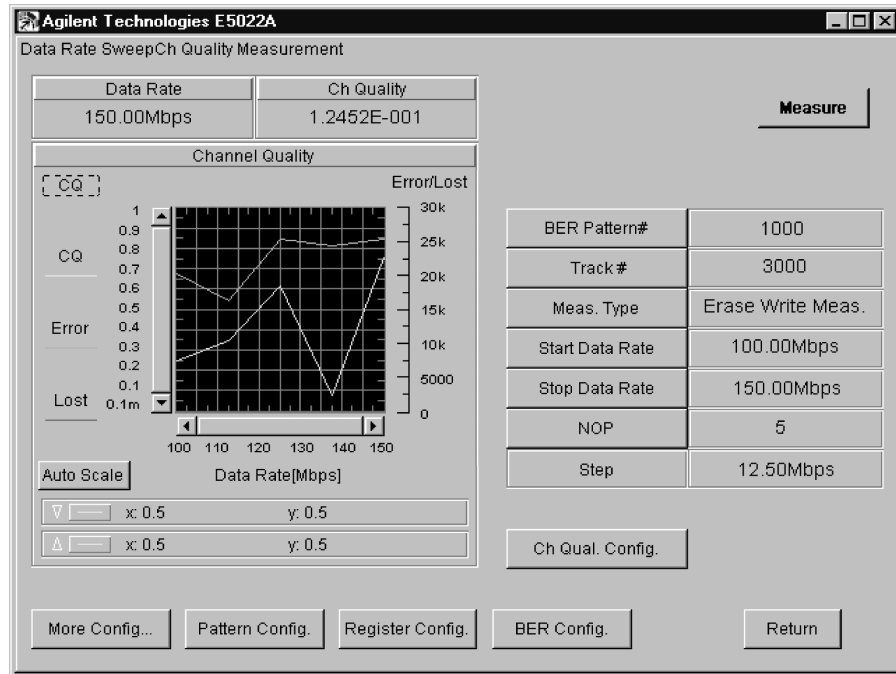 Agilent Technologies E5022A
Data Rate SweepCh Quality Measurement
Data Rate
Ch Quality
150.00Mbps
1.2452E-001
Measure
Channel Quality
CQ
Error/Lost
1
0.9
0.8
0.7
0.6
0.5
0.4
0.3
0.2
0.1
0.1m
CQ
Error
Lost
30k
25k
20k
15k
10k
5000
0
100 110 120 130 140 150
Auto Scale
Data Rate[Mbps]
x: 0.5 y: 0.5
x: 0.5 y: 0.5
BER Pattern# 1000
Track # 3000
Meas. Type Erase Write Meas.
Start Data Rate 100.00Mbps
Stop Data Rate 150.00Mbps
NOP 5
Step 12.50Mbps
Ch Qual. Config.
More Config...
Pattern Config.
Register Config.
BER Config.
Return